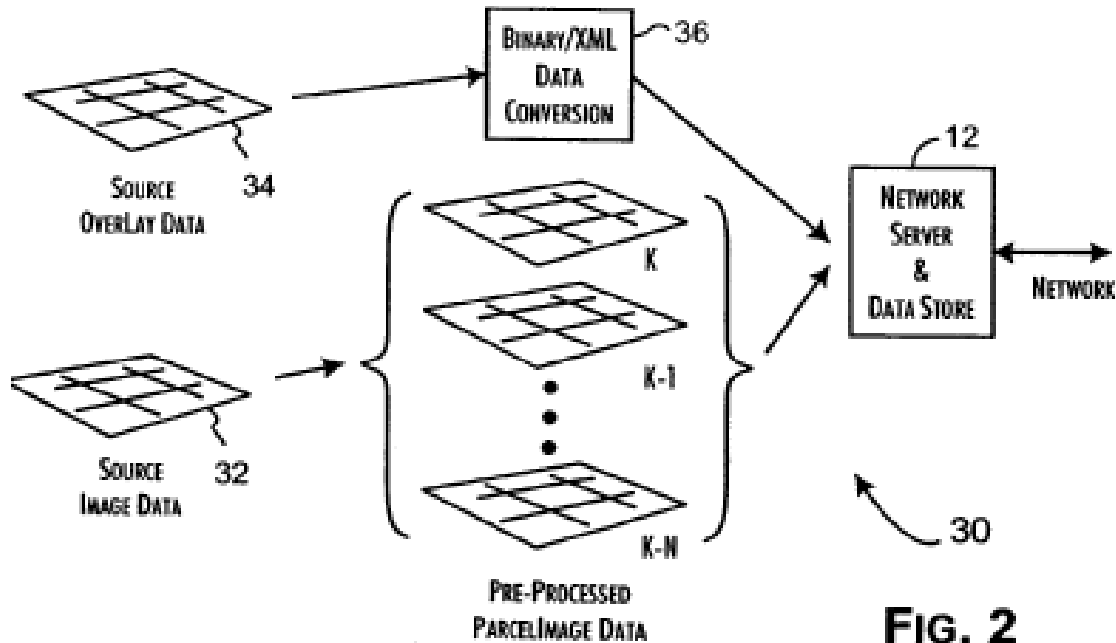 BINARY/XML
DATA
CONVERSION
36
34
SOURCE
OVERLAY DATA
12
NETWORK
SERVER
&
DATA STORE
NETWORK
K
K-1
K-N
32
SOURCE
IMAGE DATA
PRE-PROCESSED
PARCELIMAGE DATA
30
FIG. 2